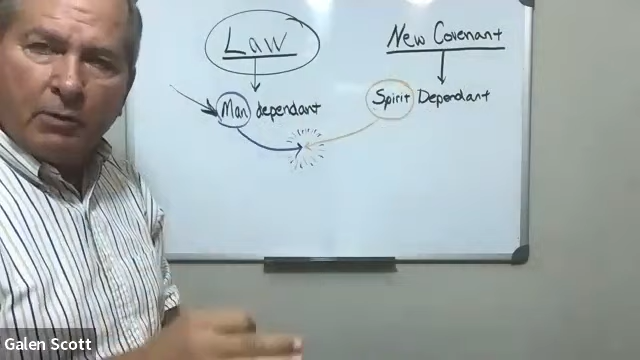 Law
New Covenant
Man dependant
Spirit Dependant
Galen Scott